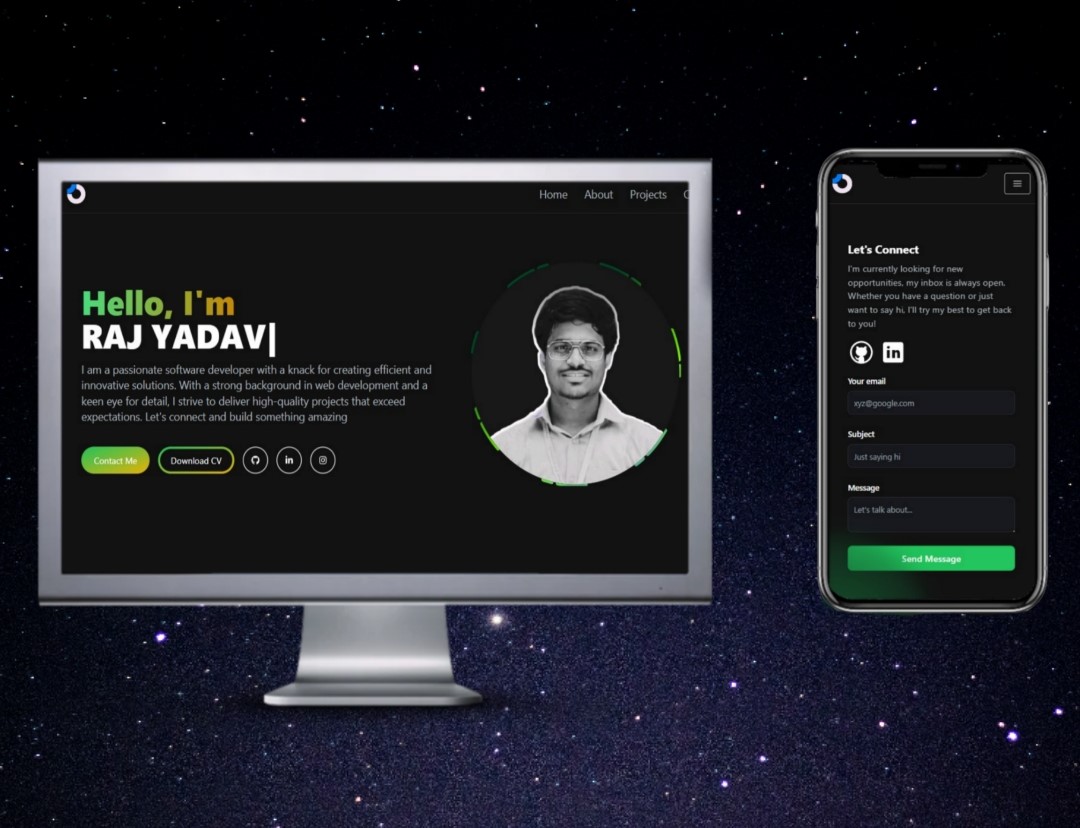 Home About Projects
Hello, I'm
RAJ YADAV|
I am a passionate software developer with a knack for creating efficient and
innovative solutions. With a strong background in web development and a
keen eye for detail, I strive to deliver high-quality projects that exceed
expectations. Let's connect and build something amazing
Contact Me Download CV in
Let's Connect
I'm currently looking for new
opportunities, my inbox is always open.
Whether you have a question or just
want to say hi, I'll try my best to get back
to you!
in
Your email
xyz@google.com
Subject
Just saying hi
Message
Let's talk about...
Send Message